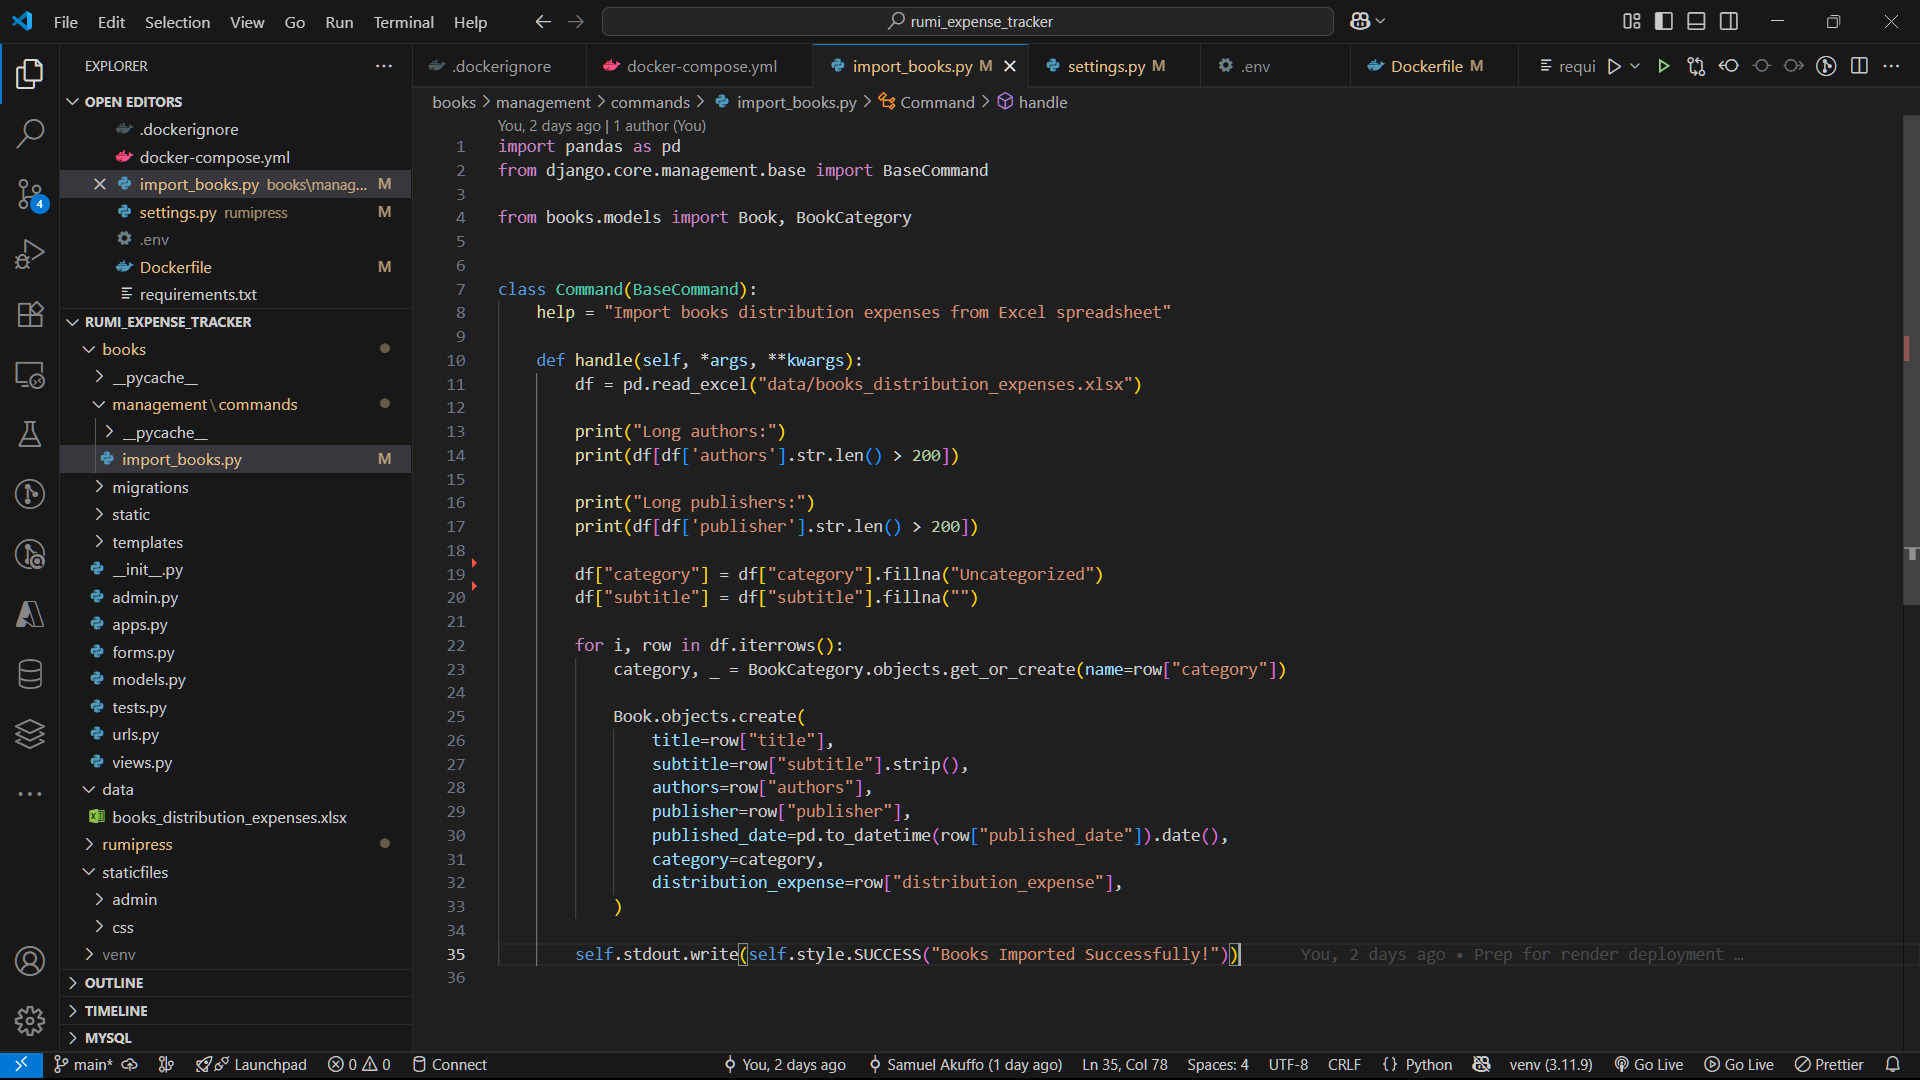 File Edit Selection View Go Run Terminal Help
rumi_expense_tracker
EXPLORER
OPEN EDITORS
.dockerignore
docker-compose.yml
import_books.py books\manag... M
settings.py rumipress M
.env
Dockerfile M
requirements.txt
RUMI_EXPENSE_TRACKER
books
__pycache__
management\commands
__pycache__
import_books.py M
migrations
static
templates
__init__.py
admin.py
apps.py
forms.py
models.py
tests.py
urls.py
views.py
data
books_distribution_expenses.xlsx
rumipress
staticfiles
admin
css
venv
OUTLINE
TIMELINE
MYSQL
4
.dockerignore docker-compose.yml import_books.py M settings.py M .env Dockerfile M requi
books > management > commands > import_books.py > Command > handle
You, 2 days ago | 1 author (You)
1 import pandas as pd
2 from django.core.management.base import BaseCommand
3
4 from books.models import Book, BookCategory
5
6
7 class Command(BaseCommand):
8 help = "Import books distribution expenses from Excel spreadsheet"
9
10 def handle(self, *args, **kwargs):
11 df = pd.read_excel("data/books_distribution_expenses.xlsx")
12
13 print("Long authors:")
14 print(df[df['authors'].str.len() > 200])
15
16 print("Long publishers:")
17 print(df[df['publisher'].str.len() > 200])
18
19 df["category"] = df["category"].fillna("Uncategorized")
20 df["subtitle"] = df["subtitle"].fillna("")
21
22 for i, row in df.iterrows():
23 category, _ = BookCategory.objects.get_or_create(name=row["category"])
24
25 Book.objects.create(
26 title=row["title"],
27 subtitle=row["subtitle"].strip(),
28 authors=row["authors"],
29 publisher=row["publisher"],
30 published_date=pd.to_datetime(row["published_date"]).date(),
31 category=category,
32 distribution_expense=row["distribution_expense"],
33 )
34
35 self.stdout.write(self.style.SUCCESS("Books Imported Successfully!")) You, 2 days ago • Prep for render deployment …
36
main* Launchpad 0 0 Connect You, 2 days ago Samuel Akuffo (1 day ago) Ln 35, Col 78 Spaces: 4 UTF-8 CRLF {} Python venv (3.11.9) Go Live Go Live Prettier